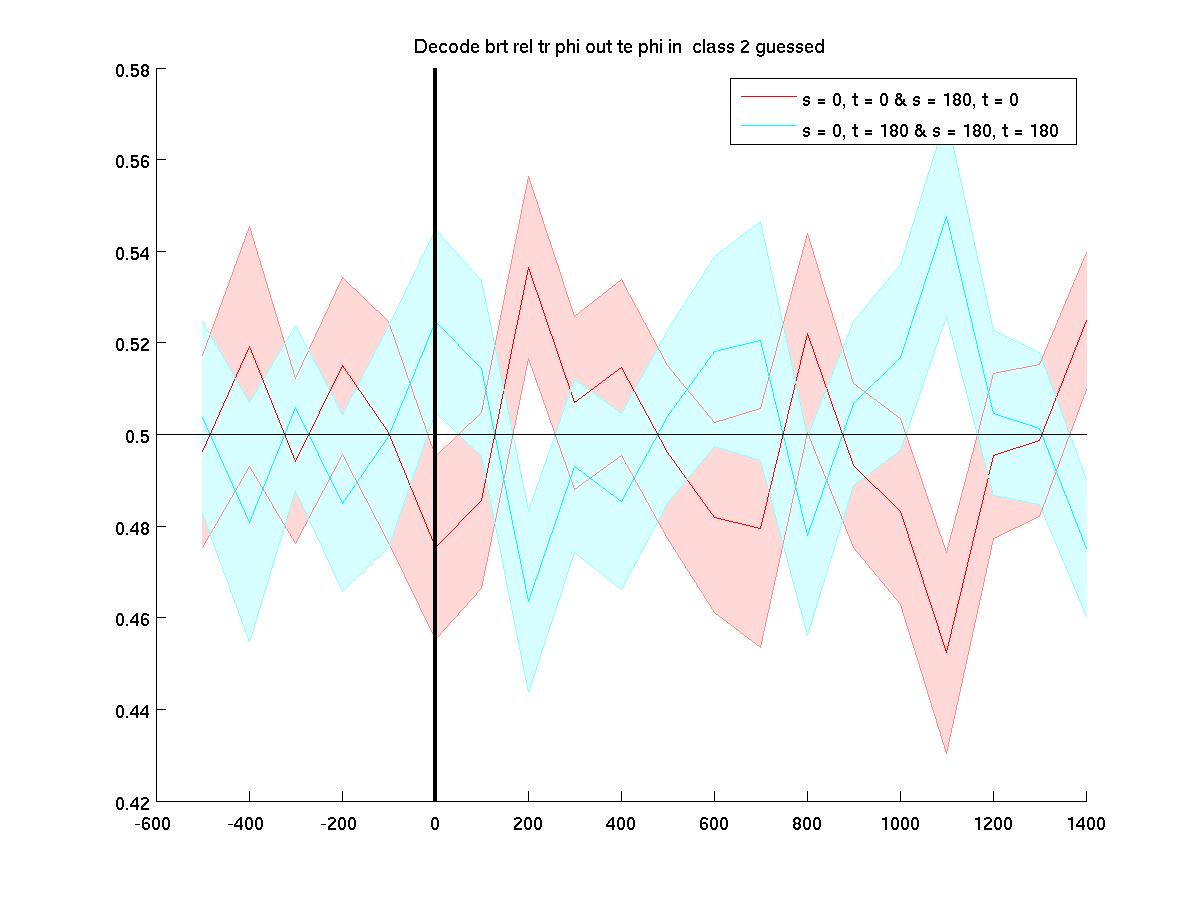 Decode brt rel tr phi out te phi in  class 2 guessed
s = 0, t = 0 & s = 180, t = 0
s = 0, t = 180 & s = 180, t = 180
0.58
0.56
0.54
0.52
0.5
0.48
0.46
0.44
0.42
-600 -400 -200 0 200 400 600 800 1000 1200 1400